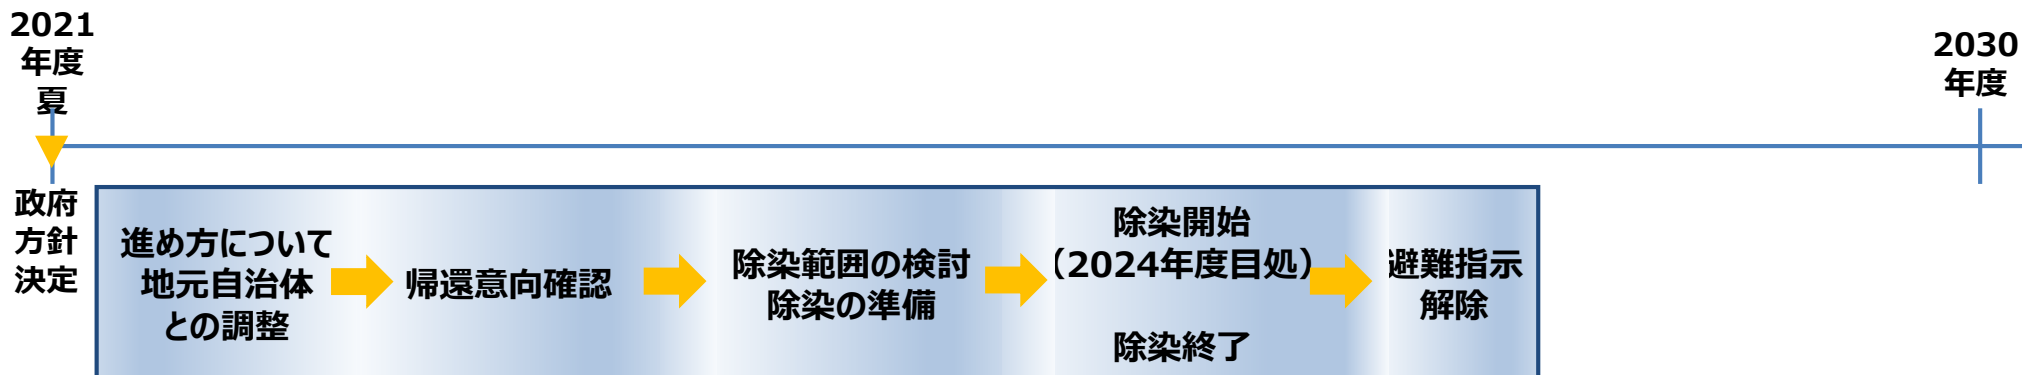 2021
年度
夏
2030
年度
政府
方針
決定
進め方について
地元自治体
との調整
帰還意向確認
除染範囲の検討
除染の準備
除染開始
（2024年度目処）
除染終了
避難指示
解除